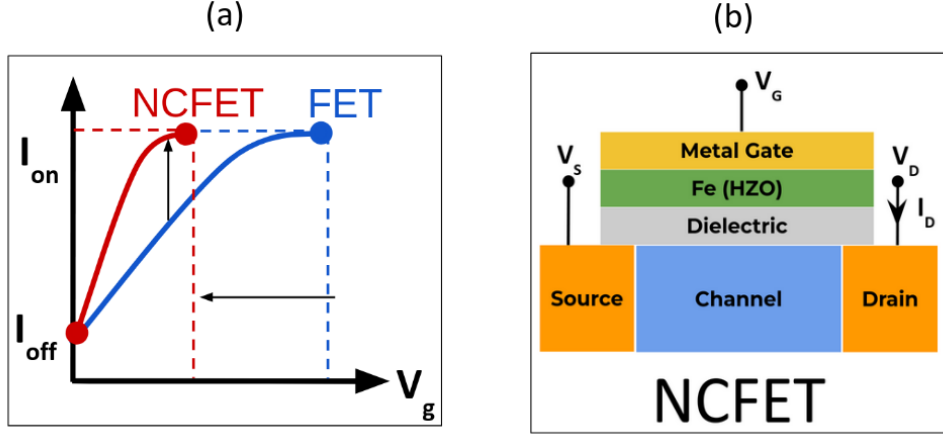 (a)
NCFET FET
I on
I off
V g
(b)
V G
V S
V D
I D
Metal Gate
Fe (HZO)
Dielectric
Source Channel Drain
NCFET